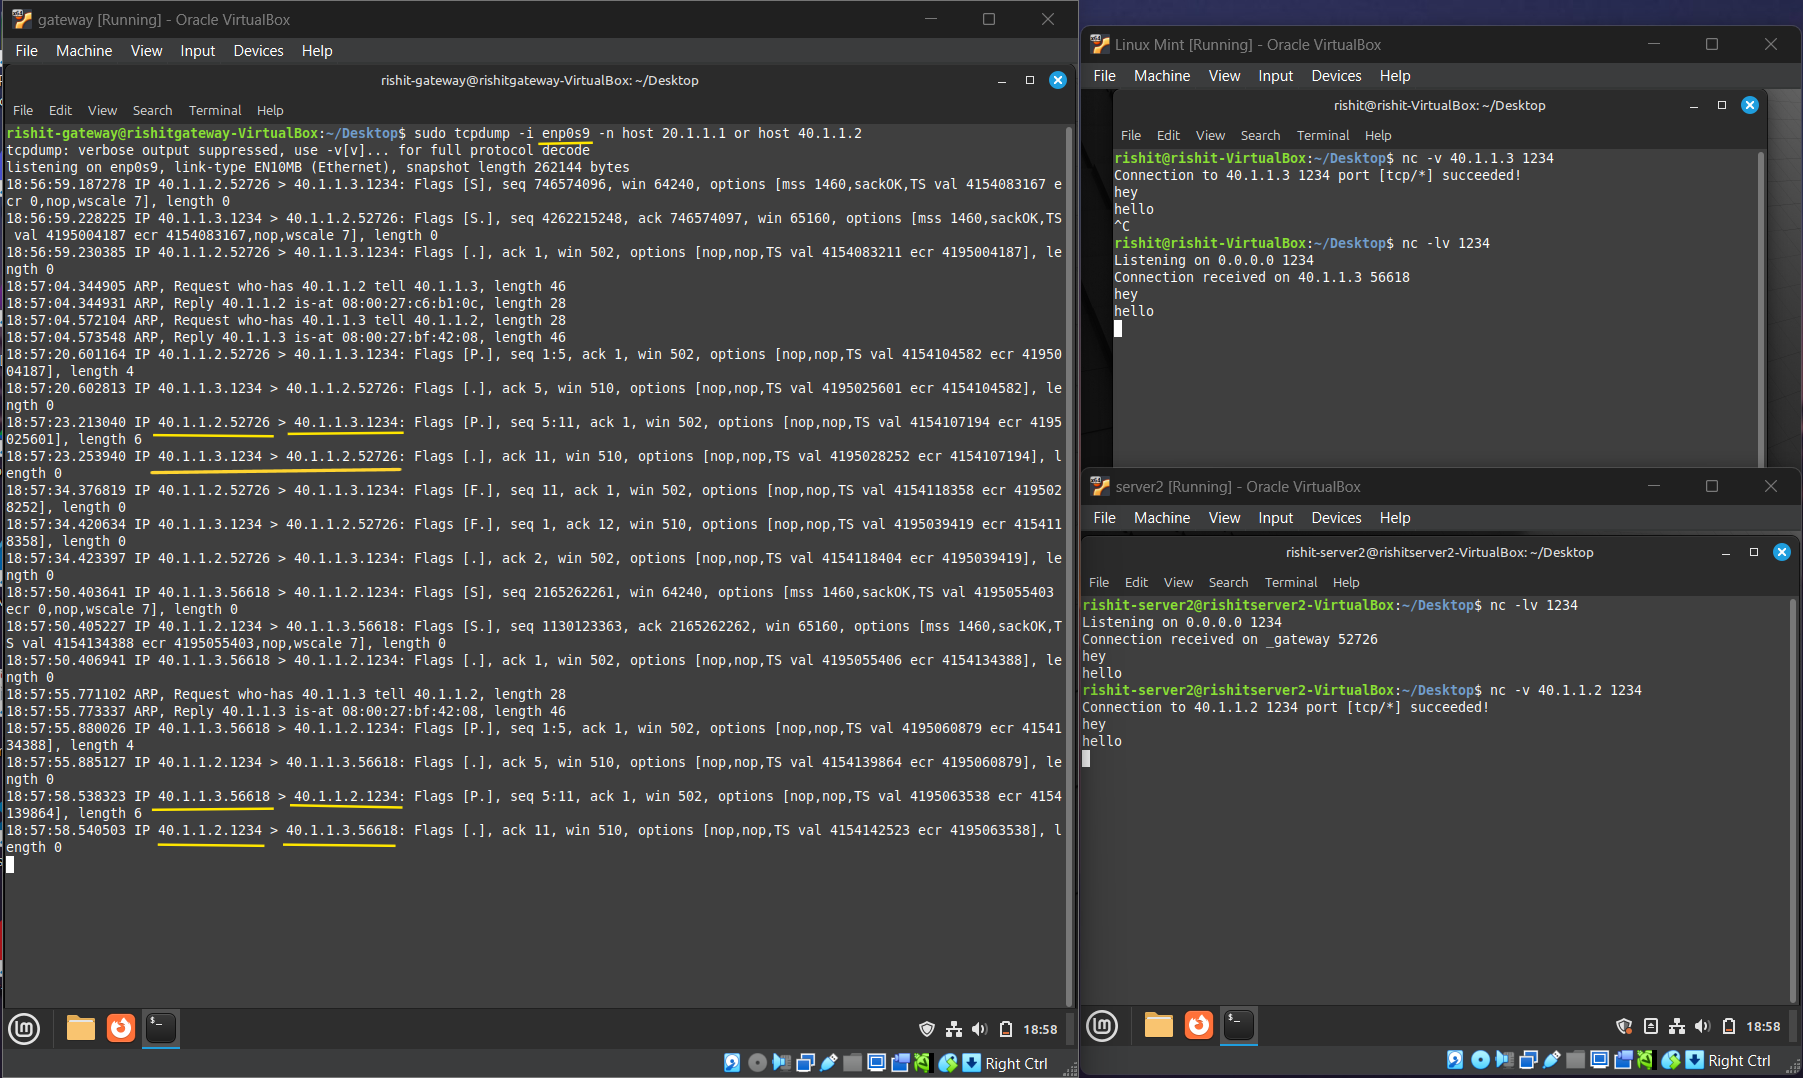 gateway [Running] - Oracle VirtualBox
File Machine View Input Devices Help
rishit-gateway@rishitgateway-VirtualBox: ~/Desktop
File Edit View Search Terminal Help
rishit-gateway@rishitgateway-VirtualBox:~/Desktop$ sudo tcpdump -i enp0s9 -n host 20.1.1.1 or host 40.1.1.2
tcpdump: verbose output suppressed, use -v[v]... for full protocol decode
listening on enp0s9, link-type EN10MB (Ethernet), snapshot length 262144 bytes
18:56:59.187278 IP 40.1.1.2.52726 > 40.1.1.3.1234: Flags [S], seq 746574096, win 64240, options [mss 1460,sackOK,TS val 4154083167 e
cr 0,nop,wscale 7], length 0
18:56:59.228225 IP 40.1.1.3.1234 > 40.1.1.2.52726: Flags [S.], seq 4262215248, ack 746574097, win 65160, options [mss 1460,sackOK,TS
val 4195004187 ecr 4154083167,nop,wscale 7], length 0
18:56:59.230385 IP 40.1.1.2.52726 > 40.1.1.3.1234: Flags [.], ack 1, win 502, options [nop,nop,TS val 4154083211 ecr 4195004187], le
ngth 0
18:57:04.344905 ARP, Request who-has 40.1.1.2 tell 40.1.1.3, length 46
18:57:04.344931 ARP, Reply 40.1.1.2 is-at 08:00:27:c6:b1:0c, length 28
18:57:04.572104 ARP, Request who-has 40.1.1.3 tell 40.1.1.2, length 28
18:57:04.573548 ARP, Reply 40.1.1.3 is-at 08:00:27:bf:42:08, length 46
18:57:20.601164 IP 40.1.1.2.52726 > 40.1.1.3.1234: Flags [P.], seq 1:5, ack 1, win 502, options [nop,nop,TS val 4154104582 ecr 41950
04187], length 4
18:57:20.602813 IP 40.1.1.3.1234 > 40.1.1.2.52726: Flags [.], ack 5, win 510, options [nop,nop,TS val 4195025601 ecr 4154104582], le
ngth 0
18:57:23.213040 IP 40.1.1.2.52726 > 40.1.1.3.1234: Flags [P.], seq 5:11, ack 1, win 502, options [nop,nop,TS val 4154107194 ecr 4195
025601], length 6
18:57:23.253940 IP 40.1.1.3.1234 > 40.1.1.2.52726: Flags [.], ack 11, win 510, options [nop,nop,TS val 4195028252 ecr 4154107194], l
ength 0
18:57:34.376819 IP 40.1.1.2.52726 > 40.1.1.3.1234: Flags [F.], seq 11, ack 1, win 502, options [nop,nop,TS val 4154118358 ecr 419502
8252], length 0
18:57:34.420634 IP 40.1.1.3.1234 > 40.1.1.2.52726: Flags [F.], seq 1, ack 12, win 510, options [nop,nop,TS val 4195039419 ecr 415411
8358], length 0
18:57:34.423397 IP 40.1.1.2.52726 > 40.1.1.3.1234: Flags [.], ack 2, win 502, options [nop,nop,TS val 4154118404 ecr 4195039419], le
ngth 0
18:57:50.403641 IP 40.1.1.3.56618 > 40.1.1.2.1234: Flags [S], seq 2165262261, win 64240, options [mss 1460,sackOK,TS val 4195055403
ecr 0,nop,wscale 7], length 0
18:57:50.405227 IP 40.1.1.2.1234 > 40.1.1.3.56618: Flags [S.], seq 1130123363, ack 2165262262, win 65160, options [mss 1460,sackOK,T
S val 4154134388 ecr 4195055403,nop,wscale 7], length 0
18:57:50.406941 IP 40.1.1.3.56618 > 40.1.1.2.1234: Flags [.], ack 1, win 502, options [nop,nop,TS val 4195055406 ecr 4154134388], le
ngth 0
18:57:55.771102 ARP, Request who-has 40.1.1.3 tell 40.1.1.2, length 28
18:57:55.773337 ARP, Reply 40.1.1.3 is-at 08:00:27:bf:42:08, length 46
18:57:55.880026 IP 40.1.1.3.56618 > 40.1.1.2.1234: Flags [P.], seq 1:5, ack 1, win 502, options [nop,nop,TS val 4195060879 ecr 41541
34388], length 4
18:57:55.885127 IP 40.1.1.2.1234 > 40.1.1.3.56618: Flags [.], ack 5, win 510, options [nop,nop,TS val 4154139864 ecr 4195060879], le
ngth 0
18:57:58.538323 IP 40.1.1.3.56618 > 40.1.1.2.1234: Flags [P.], seq 5:11, ack 1, win 502, options [nop,nop,TS val 4195063538 ecr 4154
139864], length 6
18:57:58.540503 IP 40.1.1.2.1234 > 40.1.1.3.56618: Flags [.], ack 11, win 510, options [nop,nop,TS val 4154142523 ecr 4195063538], l
ength 0
18:58
Right Ctrl
Linux Mint [Running] - Oracle VirtualBox
File Machine View Input Devices Help
rishit@rishit-VirtualBox: ~/Desktop
File Edit View Search Terminal Help
rishit@rishit-VirtualBox:~/Desktop$ nc -v 40.1.1.3 1234
Connection to 40.1.1.3 1234 port [tcp/*] succeeded!
hey
hello
^C
rishit@rishit-VirtualBox:~/Desktop$ nc -lv 1234
Listening on 0.0.0.0 1234
Connection received on 40.1.1.3 56618
hey
hello
server2 [Running] - Oracle VirtualBox
File Machine View Input Devices Help
rishit-server2@rishitserver2-VirtualBox: ~/Desktop
File Edit View Search Terminal Help
rishit-server2@rishitserver2-VirtualBox:~/Desktop$ nc -lv 1234
Listening on 0.0.0.0 1234
Connection received on _gateway 52726
hey
hello
rishit-server2@rishitserver2-VirtualBox:~/Desktop$ nc -v 40.1.1.2 1234
Connection to 40.1.1.2 1234 port [tcp/*] succeeded!
hey
hello
18:58
Right Ctrl